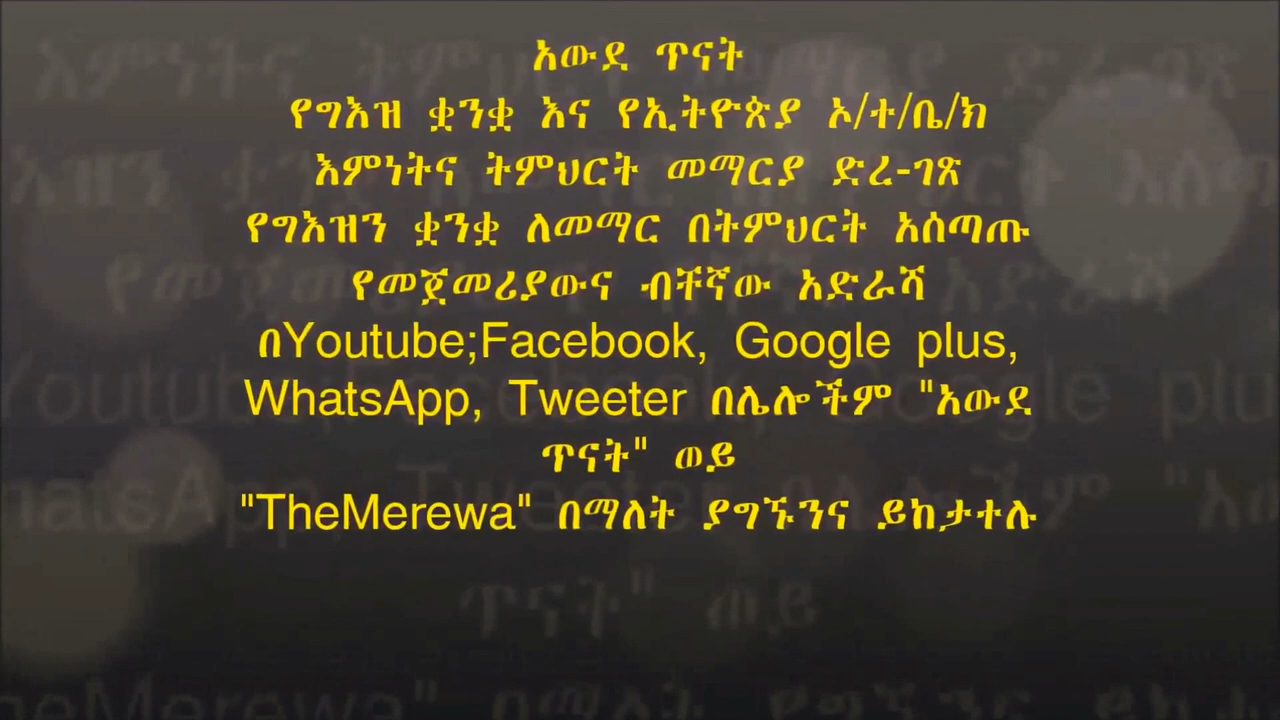 አውደ ጥናት
የግእዝ ቋንቋ እና የኢትዮጵያ ኦ/ተ/ቤ/ክ
እምነትና ትምህርት መማርያ ድረ-ገጽ
የግእዝን ቋንቋ ለመማር በትምህርት አሰጣጡ
የመጀመሪያውና ብቸኛው አድራሻ
በYoutube;Facebook, Google plus,
WhatsApp, Tweeter በሌሎችም "አውደ
ጥናት" ወይ
"TheMerewa" በማለት ያግኙንና ይከታተሉ